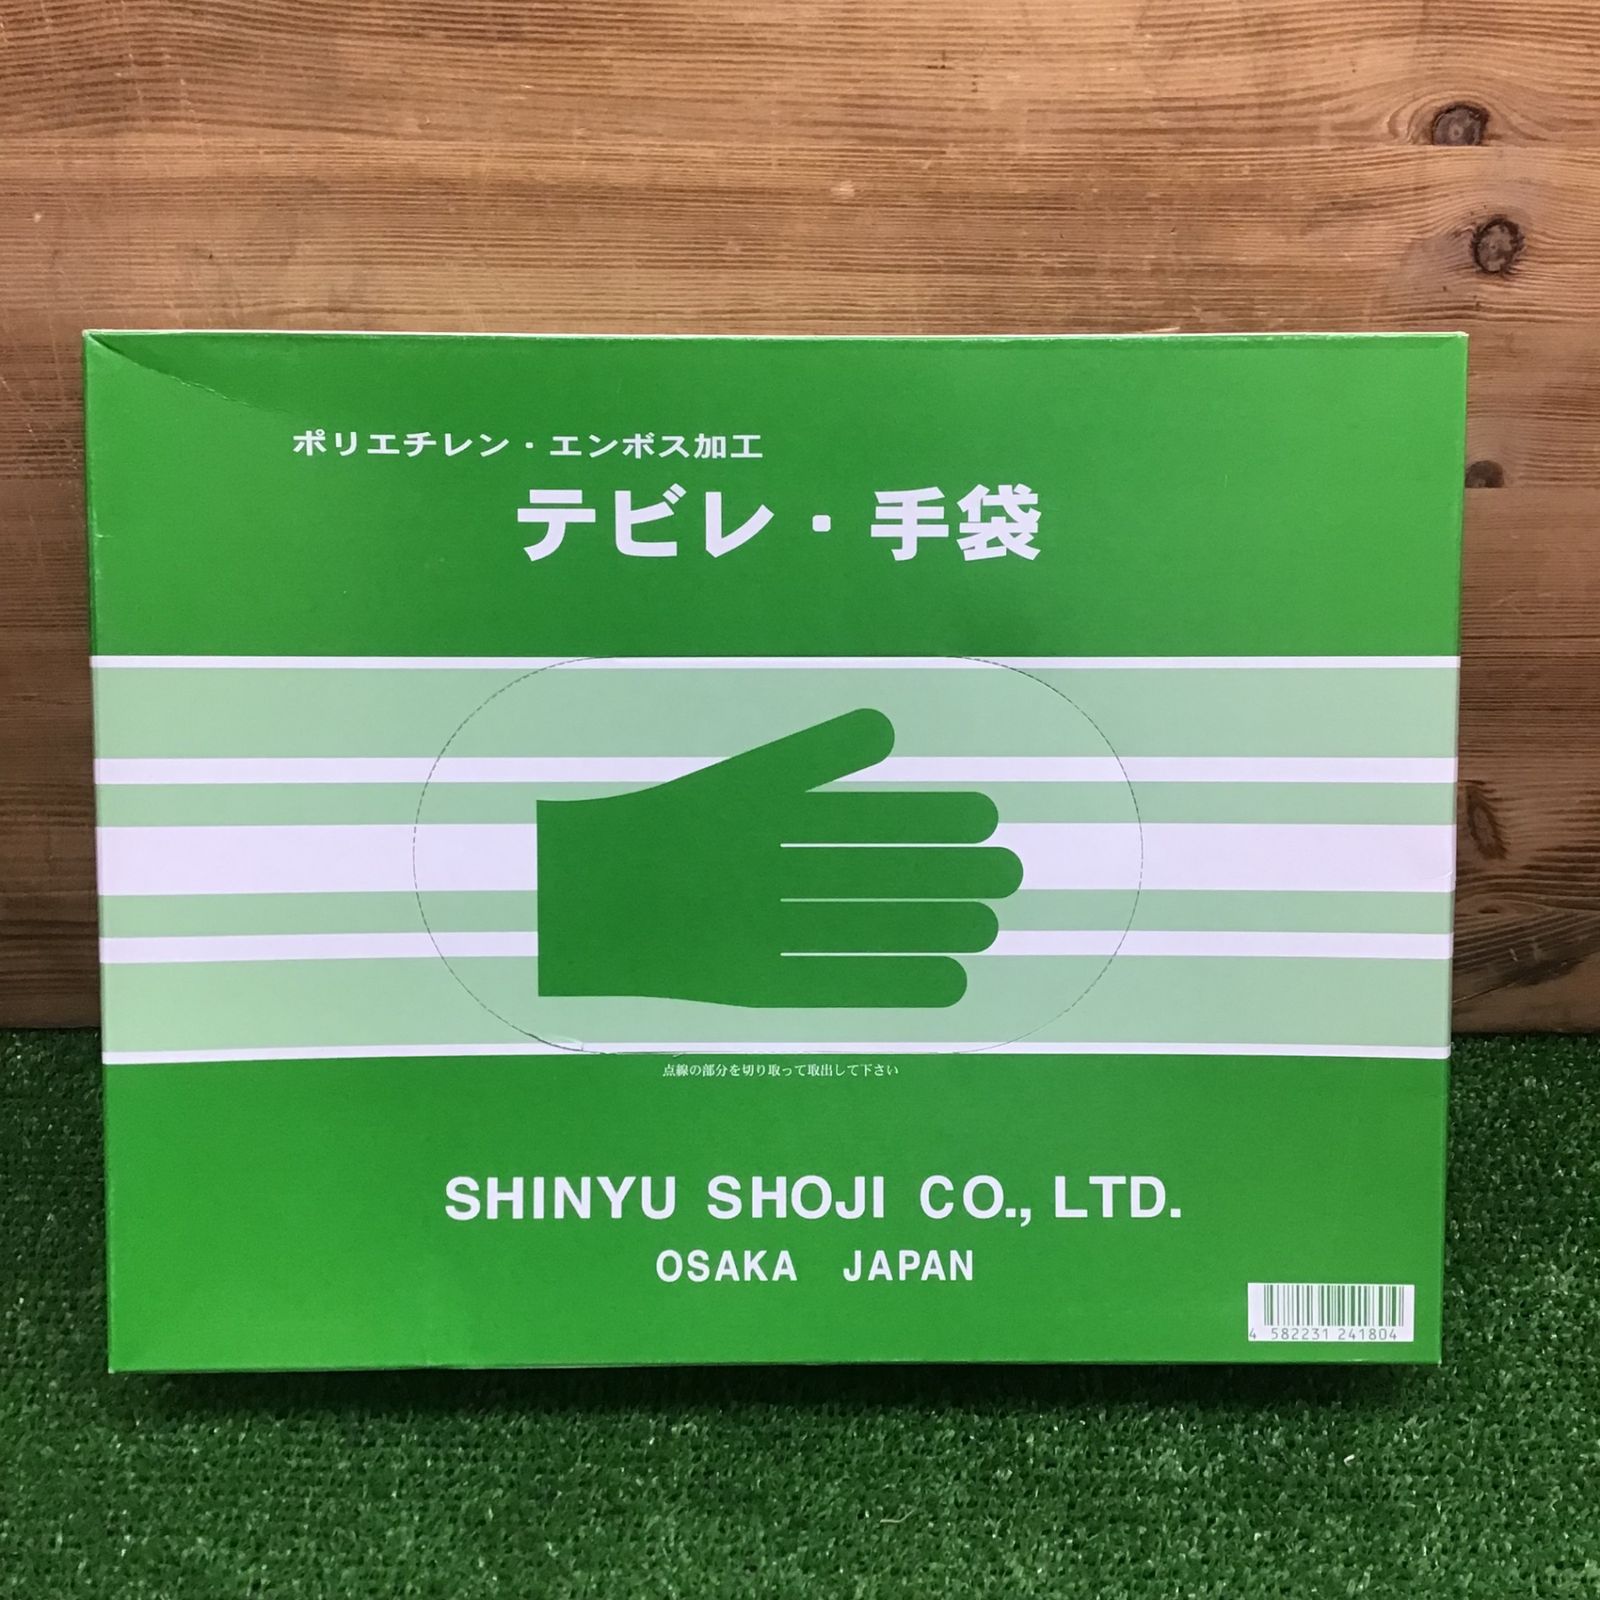 ポリエチレン・エンボス加工
テビレ・手袋
点線の部分を切り取って取出して下さい
SHINYU SHOJI CO., LTD.
OSAKA JAPAN
4 582231 241804